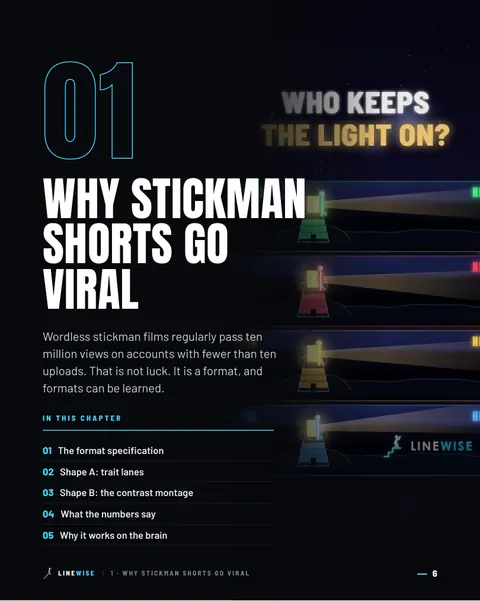 01
WHO KEEPS
THE LIGHT ON?
WHY STICKMAN
SHORTS GO
VIRAL
Wordless stickman films regularly pass ten
million views on accounts with fewer than ten
uploads. That is not luck. It is a format, and
formats can be learned.
IN THIS CHAPTER
01 The format specification
02 Shape A: trait lanes
03 Shape B: the contrast montage
04 What the numbers say
05 Why it works on the brain
LINEWISE
LINEWISE | 1 · WHY STICKMAN SHORTS GO VIRAL
6